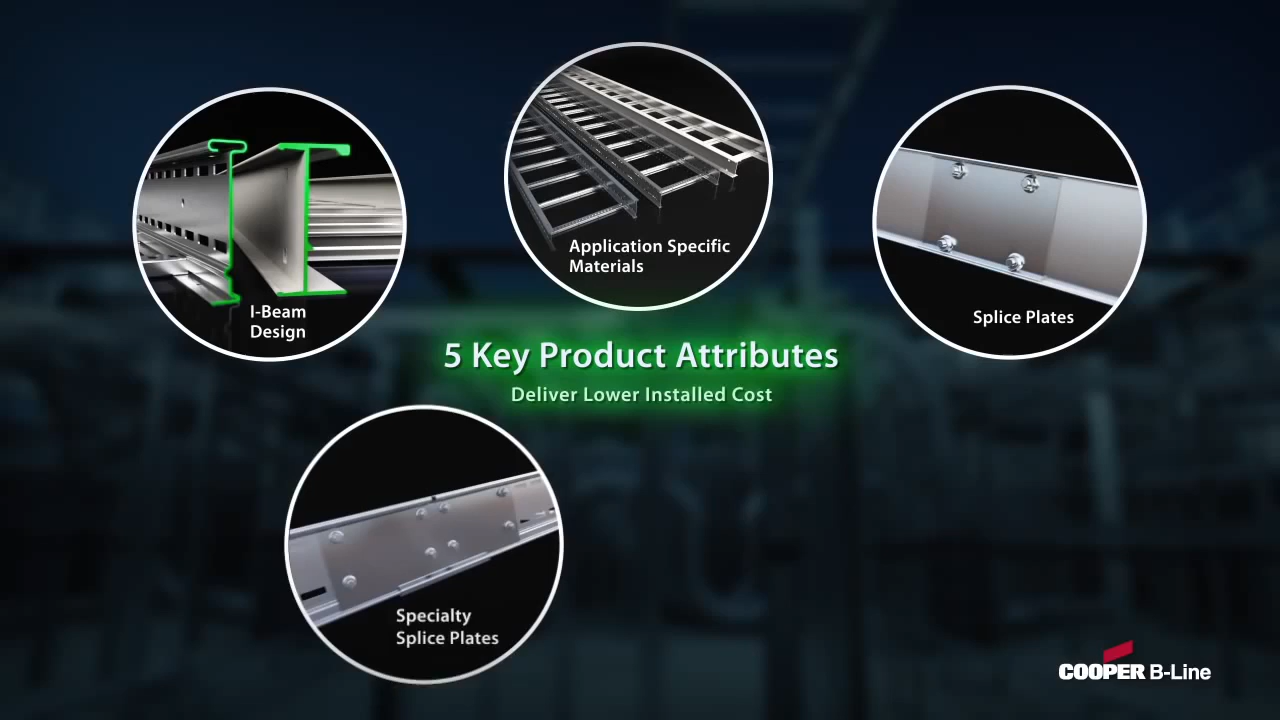 Application Specific
Materials
I-Beam
Design
Splice Plates
5 Key Product Attributes
Deliver Lower Installed Cost
Specialty
Splice Plates
COOPER B-Line